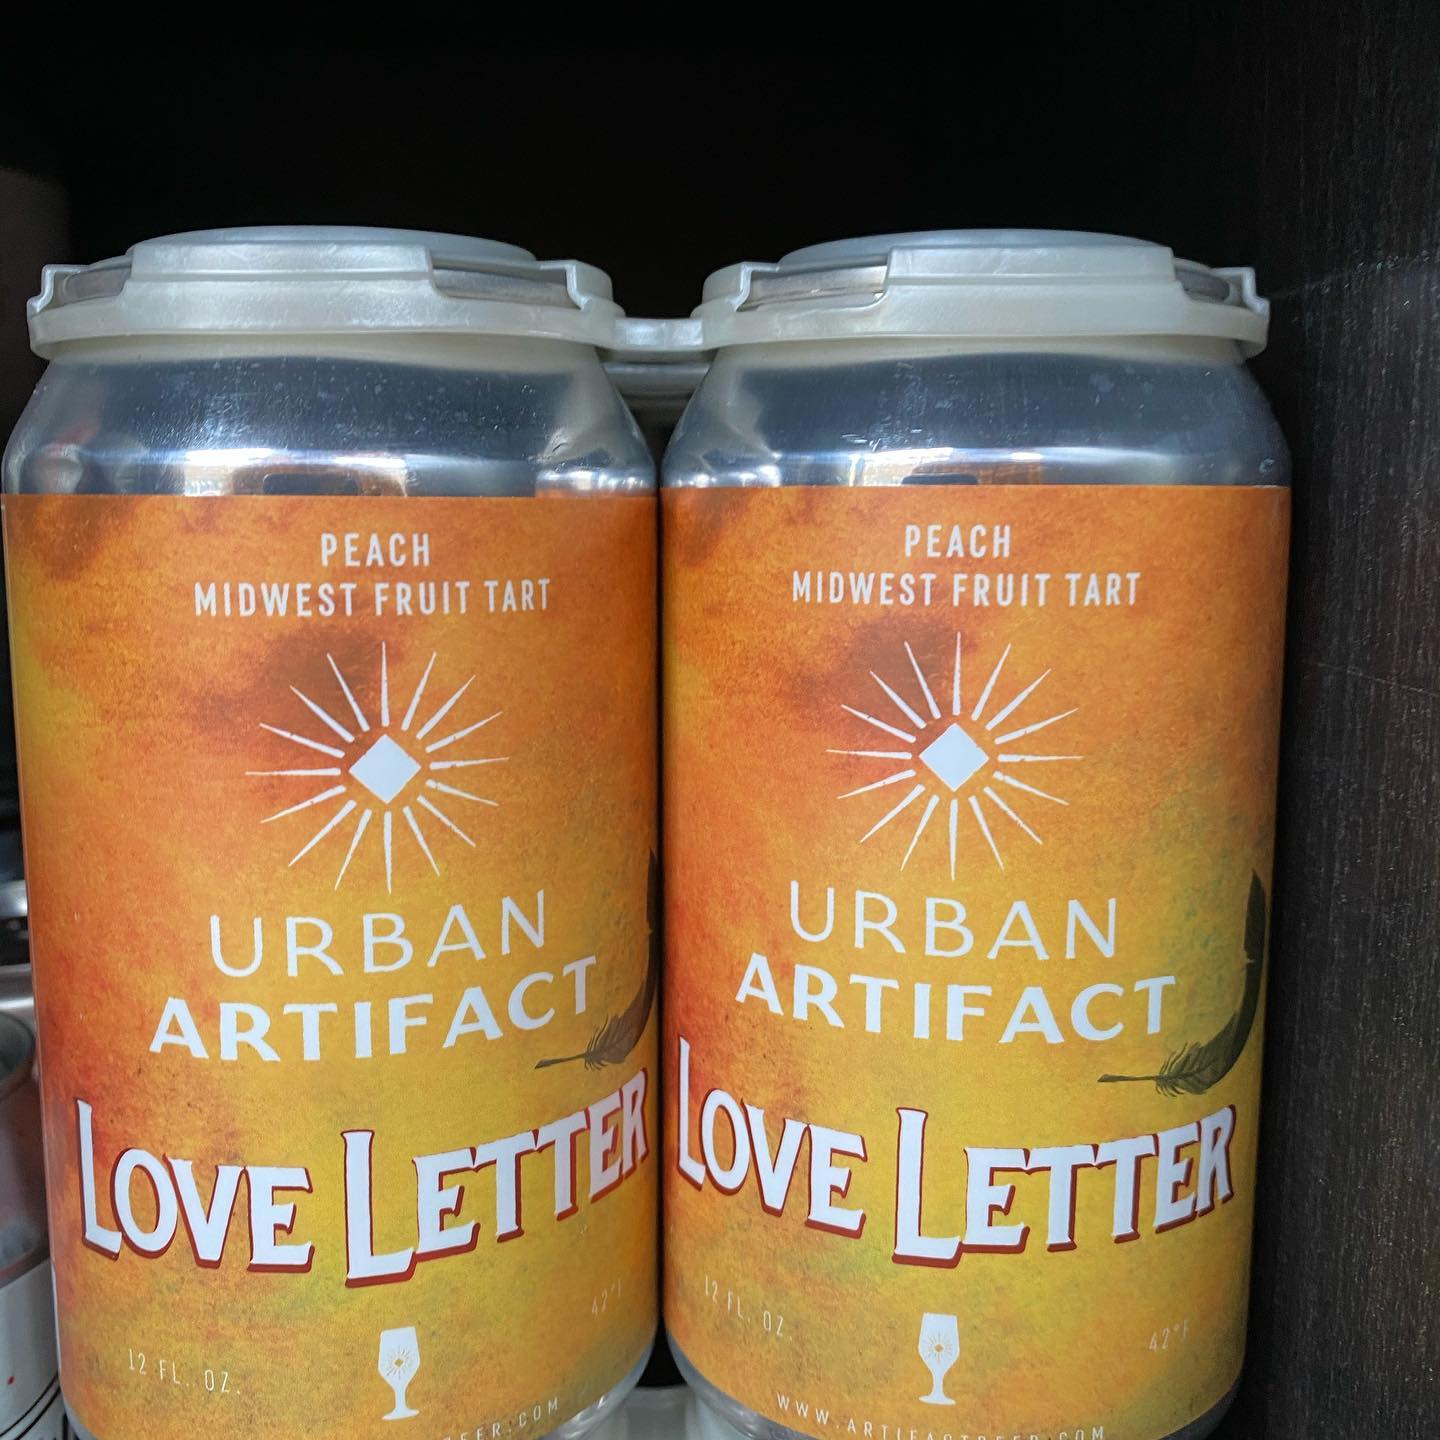 PEACH
MIDWEST FRUIT TART
URBAN
ARTIFACT
LOVE LETTER
12 FL. OZ.
42°F
PEACH
MIDWEST FRUIT TART
URBAN
ARTIFACT
LOVE LETTER
12 FL. OZ.
42°F
WWW.ARTIFACTBEER.COM